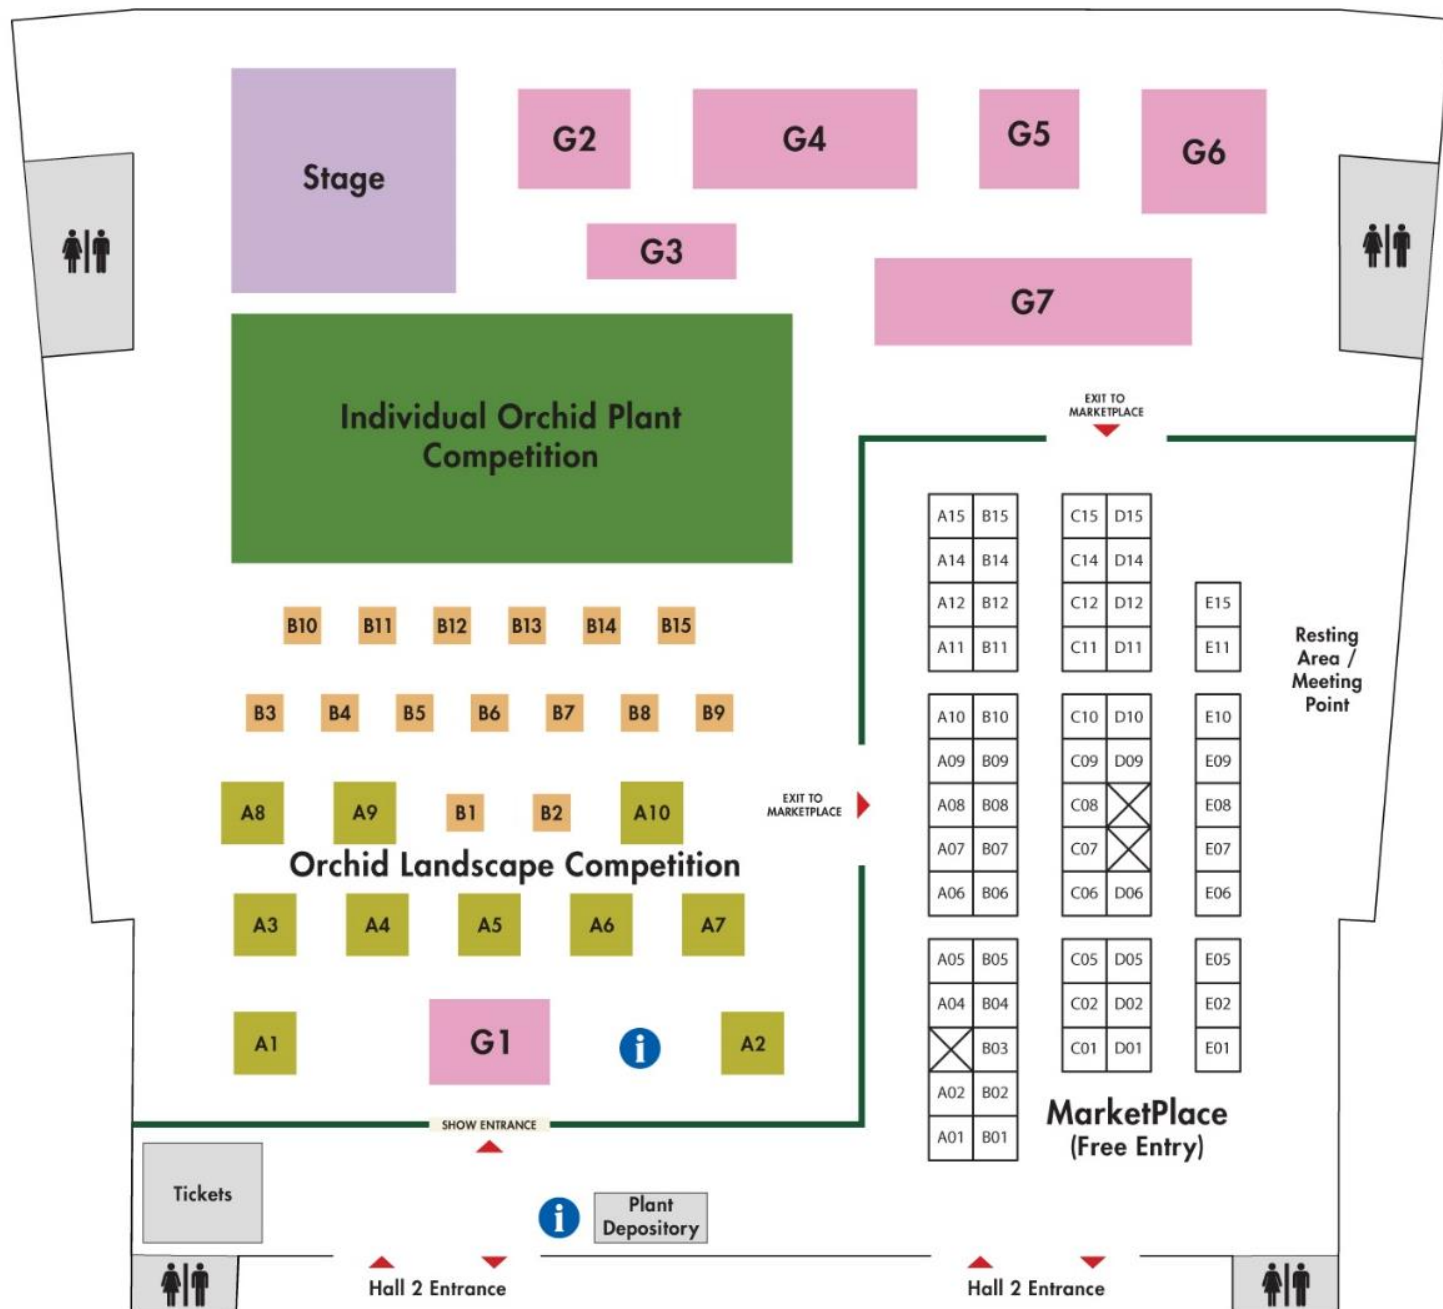 Stage
G2
G4
G5
G6
G3
G7
Individual Orchid Plant
Competition
EXIT TO
MARKETPLACE
A15 B15 C15 D15
A14 B14 C14 D14
A12 B12 C12 D12 E15
A11 B11 C11 D11 E11
Resting
Area /
Meeting
Point
B10 B11 B12 B13 B14 B15
B3 B4 B5 B6 B7 B8 B9
A10 B10 C10 D10 E10
A09 B09 C09 D09 E09
A08 B08 C08 E08
A07 B07 C07 E07
A06 B06 C06 D06 E06
EXIT TO
MARKETPLACE
A8 A9 B1 B2 A10
Orchid Landscape Competition
A3 A4 A5 A6 A7
A05 B05 C05 D05 E05
A04 B04 C02 D02 E02
B03 C01 D01 E01
A02 B02
A01 B01
A1 G1 i A2
MarketPlace
(Free Entry)
SHOW ENTRANCE
Tickets
i
Plant
Depository
Hall 2 Entrance
Hall 2 Entrance